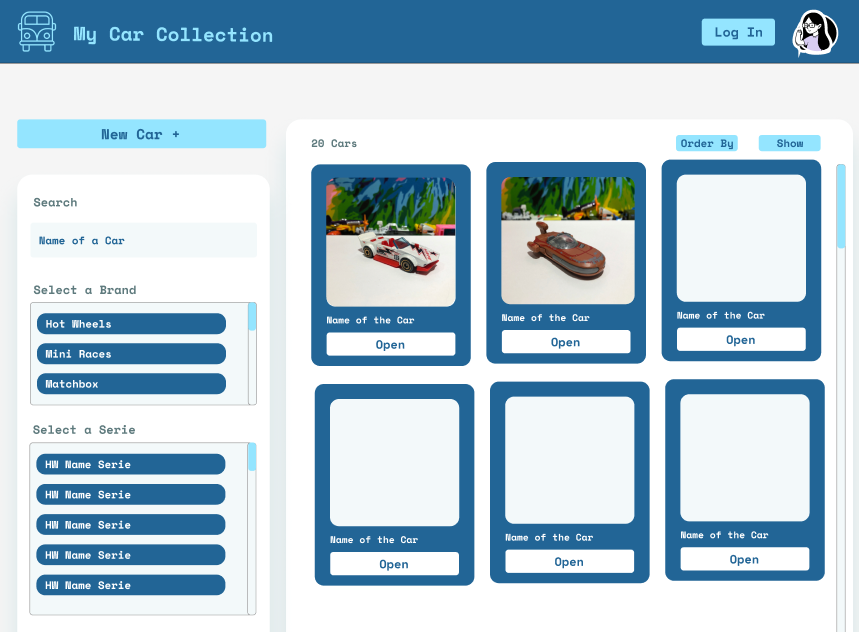 My Car Collection
Log In
New Car +
Search
Name of a Car
Select a Brand
Hot Wheels
Mini Races
Matchbox
Select a Serie
HW Name Serie
HW Name Serie
HW Name Serie
HW Name Serie
HW Name Serie
20 Cars
Order By
Show
Name of the Car
Open
Name of the Car
Open
Name of the Car
Open
Name of the Car
Open
Name of the Car
Open
Name of the Car
Open